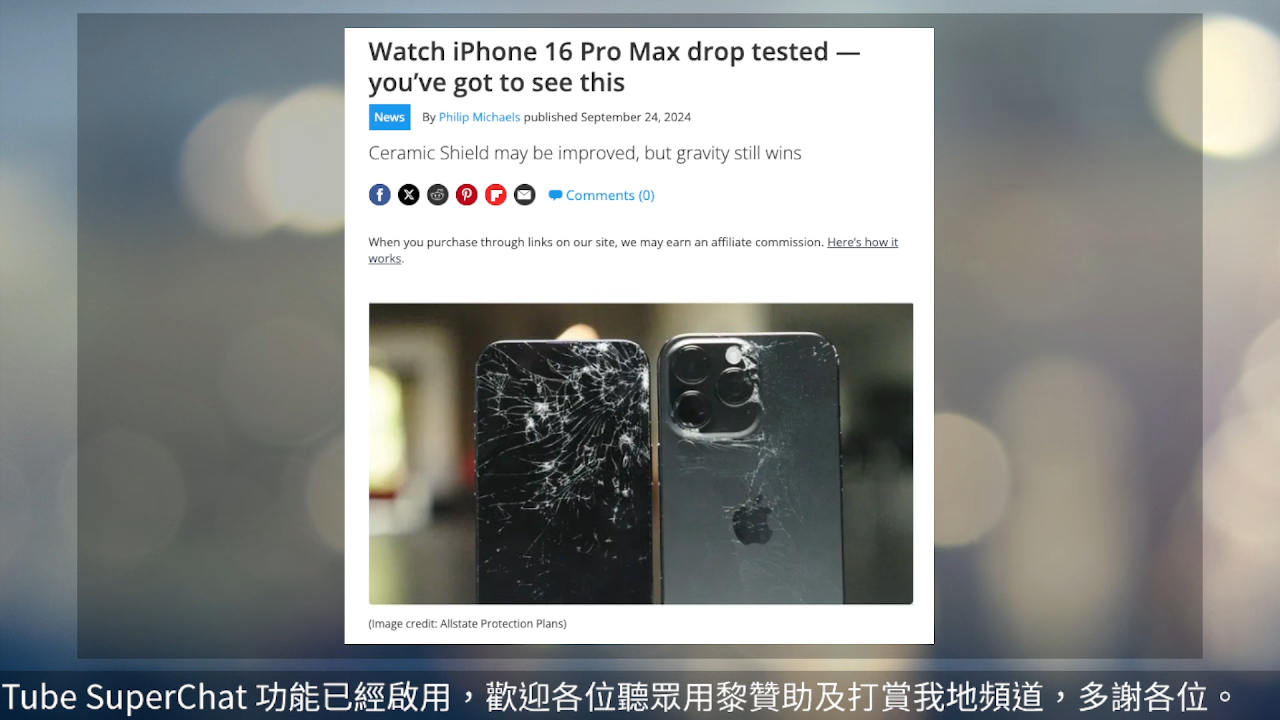 Watch iPhone 16 Pro Max drop tested —
you’ve got to see this
News By Philip Michaels published September 24, 2024
Ceramic Shield may be improved, but gravity still wins
Comments (0)
When you purchase through links on our site, we may earn an affiliate commission. Here’s how it
works.
(Image credit: Allstate Protection Plans)
Tube SuperChat 功能已經啟用，歡迎各位聽眾用黎贊助及打賞我地頻道，多謝各位。